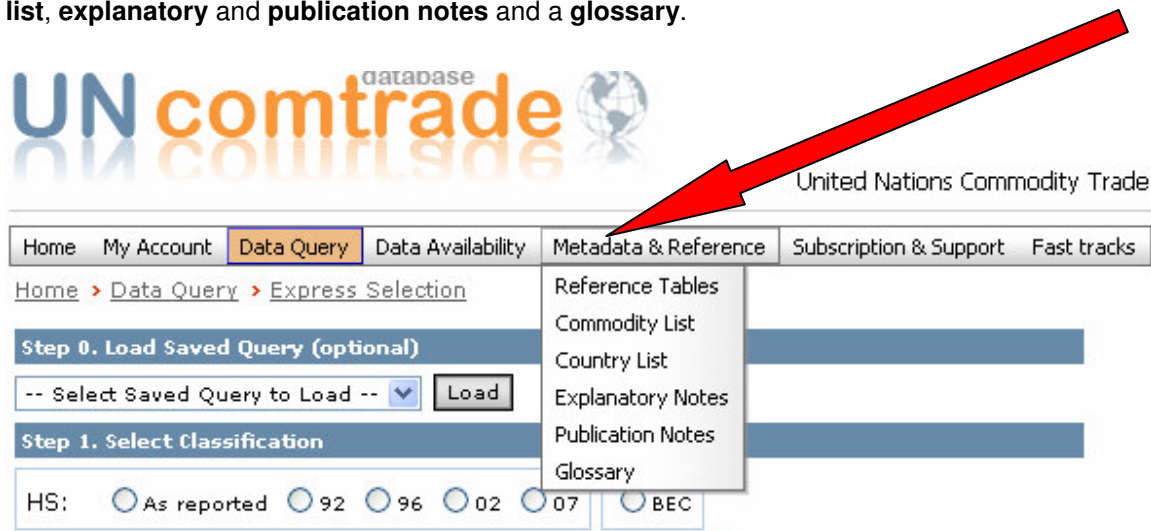 list, explanatory and publication notes and a glossary.
database
UN comtrade
United Nations Commodity Trade
Home My Account Data Query Data Availability Metadata & Reference Subscription & Support Fast tracks
Home > Data Query > Express Selection
Reference Tables
Commodity List
Country List
Explanatory Notes
Publication Notes
Glossary
Step 0. Load Saved Query (optional)
-- Select Saved Query to Load -- Load
Step 1. Select Classification
HS: As reported 92 96 02 07 BEC